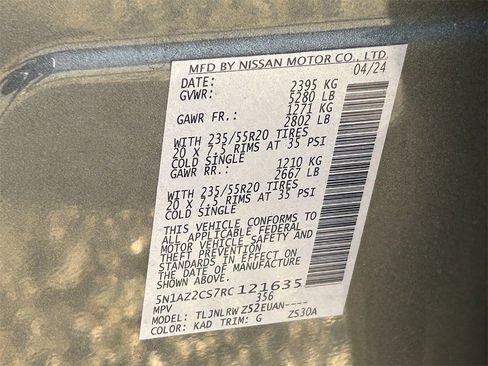 MFD BY NISSAN MOTOR CO., LTD.
DATE: 04/24
GVWR: 2395 KG
5280 LB
GAWR FR.: 1271 KG
2802 LB
WITH 235/55R20 TIRES
20 X 7.5 RIMS AT 35 PSI
COLD SINGLE
GAWR RR.: 1210 KG
2667 LB
WITH 235/55R20 TIRES
20 X 7.5 RIMS AT 35 PSI
COLD SINGLE
THIS VEHICLE CONFORMS TO
ALL APPLICABLE FEDERAL
MOTOR VEHICLE SAFETY AND
THEFT PREVENTION
STANDARDS IN EFFECT ON
THE DATE OF MANUFACTURE
SHOWN ABOVE.
5N1AZ2CS7RC121635
MPV 356
MODEL: TLJNLRWZ52EUAN----
COLOR: KAD TRIM: G ZS30A